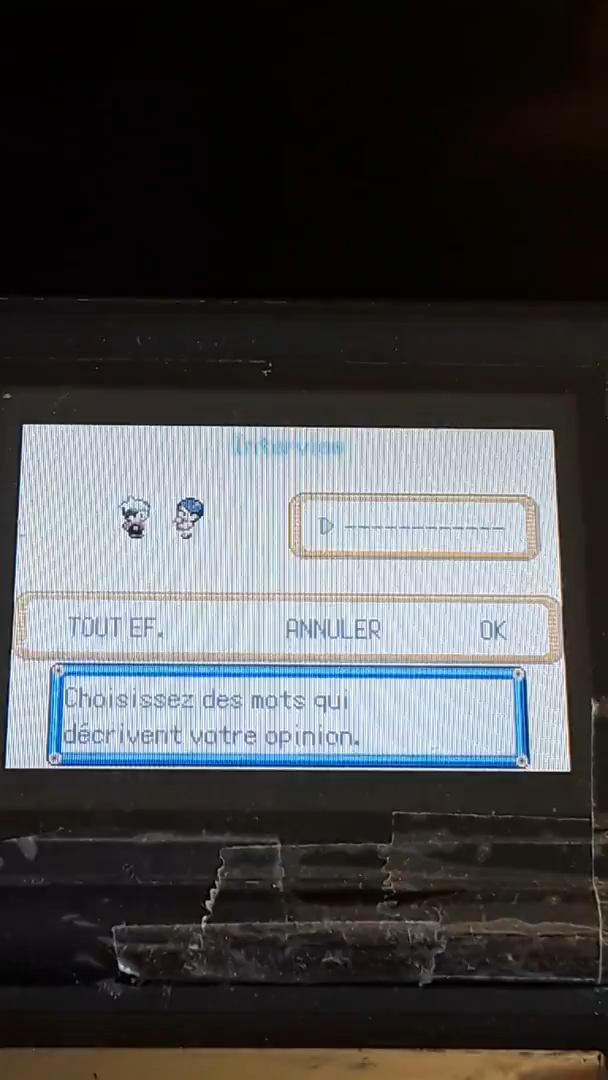 Interview
TOUT EF. ANNULER OK
Choisissez des mots qui
décrivent votre opinion.